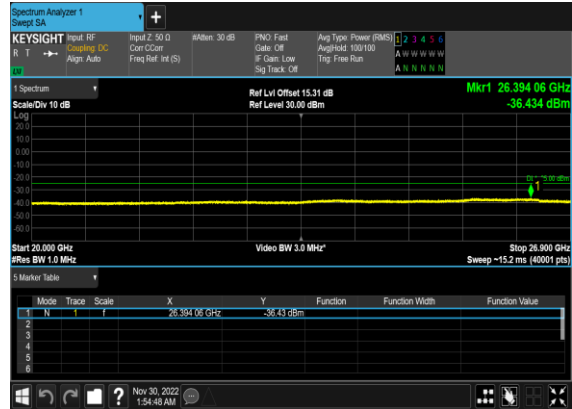 Spectrum Analyzer 1
Swept SA
+
KEYSIGHT Input: RF Input Z: 50 Ω #Atten: 30 dB PNO: Fast Avg Type: Power (RMS) 1 2 3 4 5 6
R T Coupling: DC Corr CCorr Gate: Off Avg|Hold: 100/100 A W W W W W
Align: Auto Freq Ref: Int (S) IF Gain: Low Trig: Free Run
Sig Track: Off A N N N N N
1 Spectrum Ref Lvl Offset 15.31 dB Mkr1 26.394 06 GHz
Scale/Div 10 dB Ref Level 30.00 dBm -36.434 dBm
Log
20.0
10.0
0.00
-10.0
-20.0
-30.0
-40.0
-50.0
-60.0
1
Start 20.000 GHz Video BW 3.0 MHz* Stop 26.900 GHz
#Res BW 1.0 MHz Sweep ~15.2 ms (40001 pts)
5 Marker Table
Mode Trace Scale X Y Function Function Width Function Value
1 N 1 f 26.394 06 GHz -36.43 dBm
2
3
4
5
6
? Nov 30, 2022
1:54:48 AM